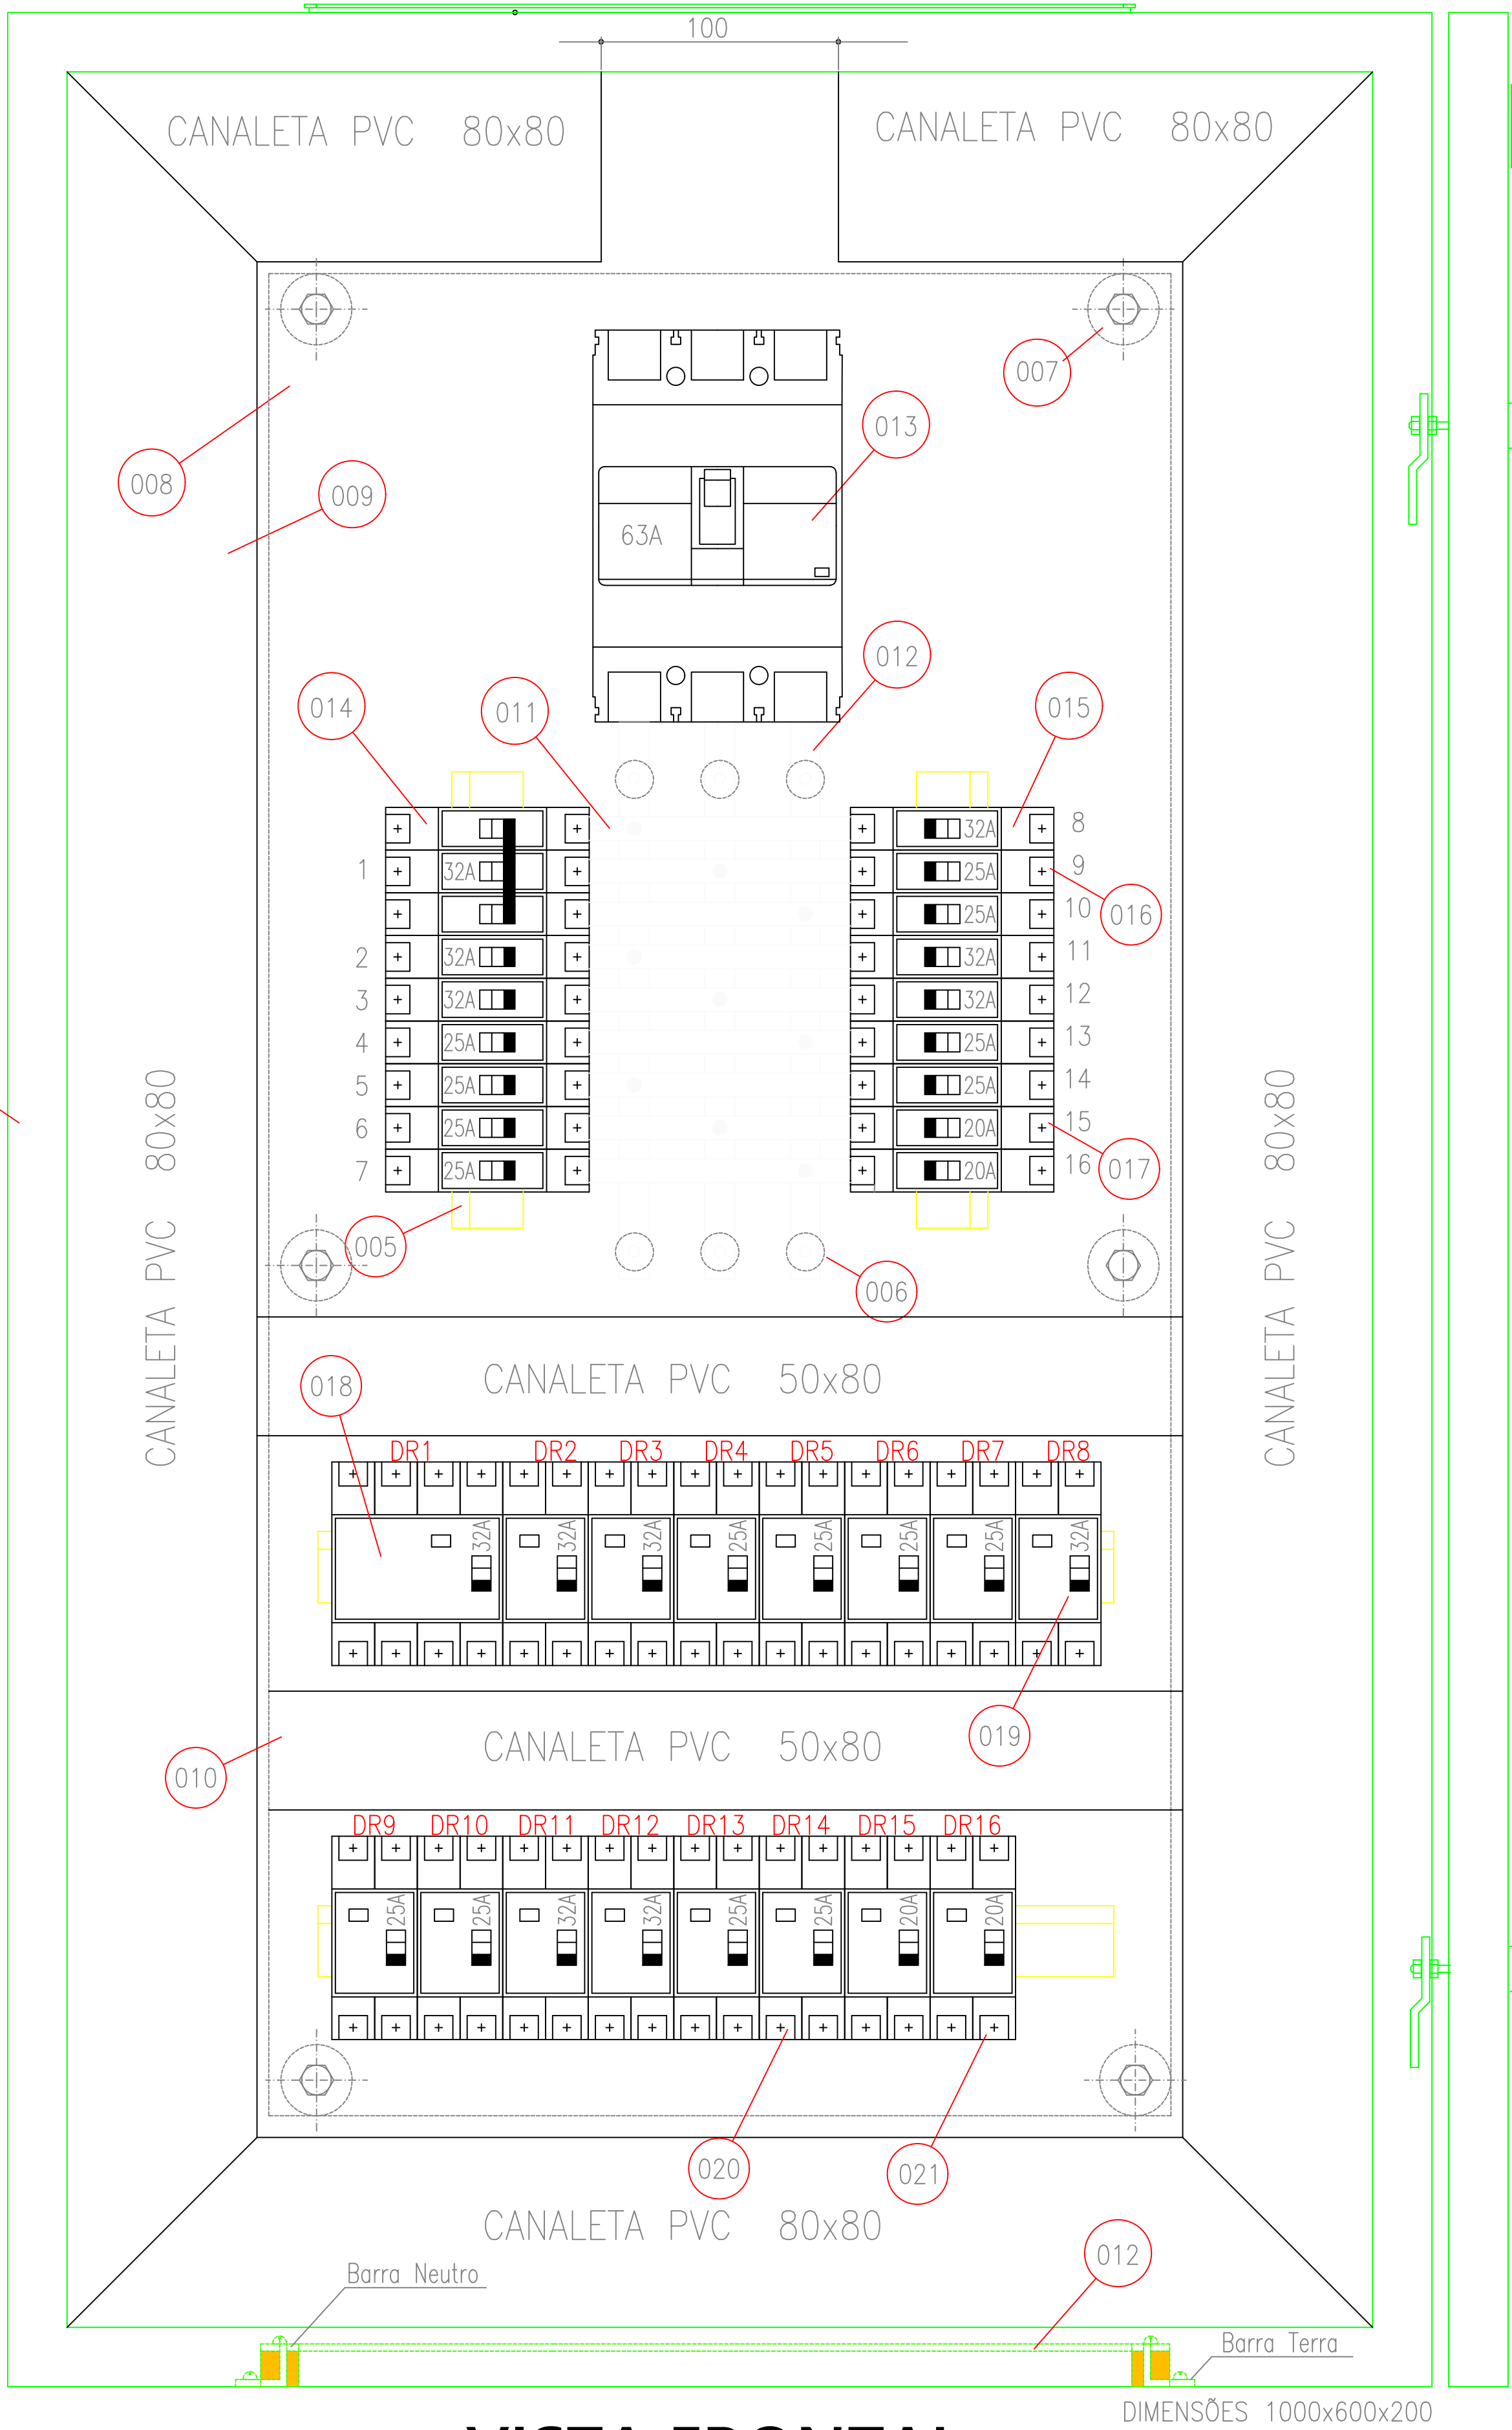 100
CANALETA PVC 80x80
CANALETA PVC 80x80
007
013
008
009
63A
012
014
011
015
32A
8
1
32A
25A
9
016
25A
10
2
32A
32A
11
3
32A
32A
12
4
25A
25A
13
5
25A
25A
14
6
25A
20A
15
7
25A
20A
16
017
005
006
CANALETA PVC 80x80
CANALETA PVC 80x80
CANALETA PVC 50x80
018
DR1 DR2 DR3 DR4 DR5 DR6 DR7 DR8
32A 32A 32A 25A 25A 25A 25A 32A
019
CANALETA PVC 50x80
010
DR9 DR10 DR11 DR12 DR13 DR14 DR15 DR16
25A 25A 32A 32A 25A 25A 20A 20A
020
021
CANALETA PVC 80x80
012
Barra Neutro
Barra Terra
DIMENSÕES 1000x600x200
VISTA FRONTAL